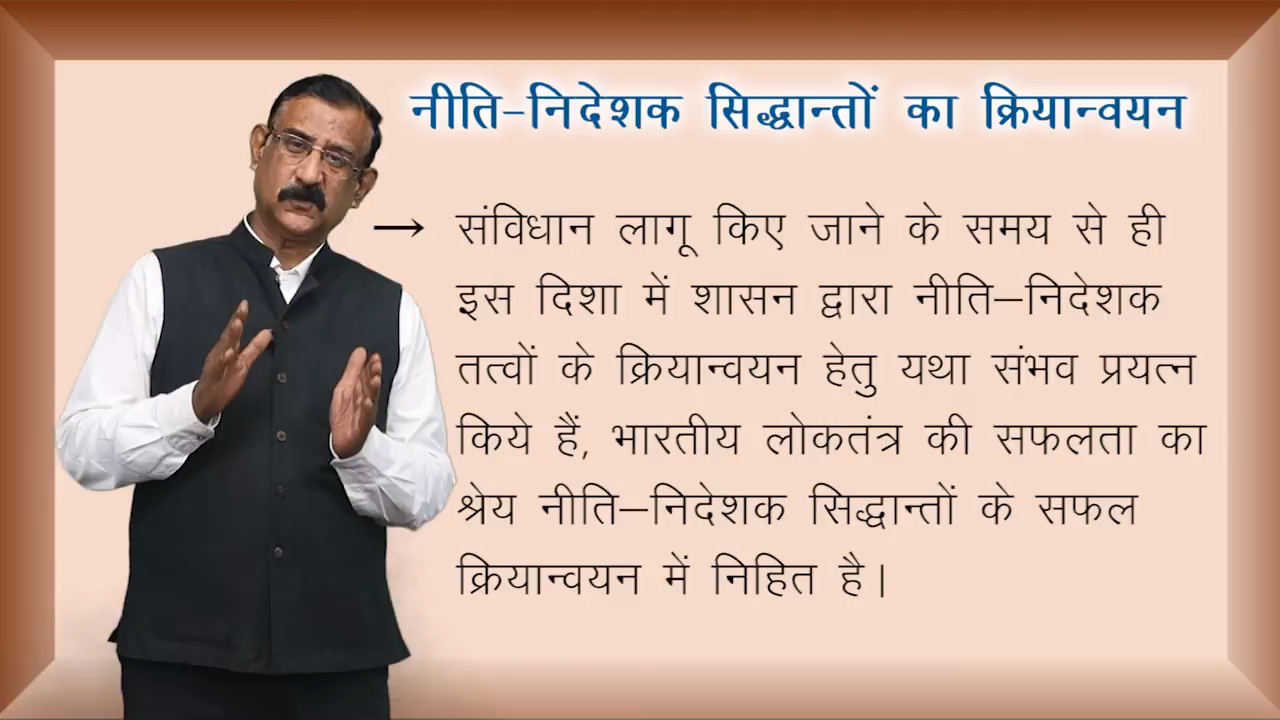 नीति-निदेशक सिद्धान्तों का क्रियान्वयन
→ संविधान लागू किए जाने के समय से ही
इस दिशा में शासन द्वारा नीति–निदेशक
तत्वों के क्रियान्वयन हेतु यथा संभव प्रयत्न
किये हैं, भारतीय लोकतंत्र की सफलता का
श्रेय नीति–निदेशक सिद्धान्तों के सफल
क्रियान्वयन में निहित है।